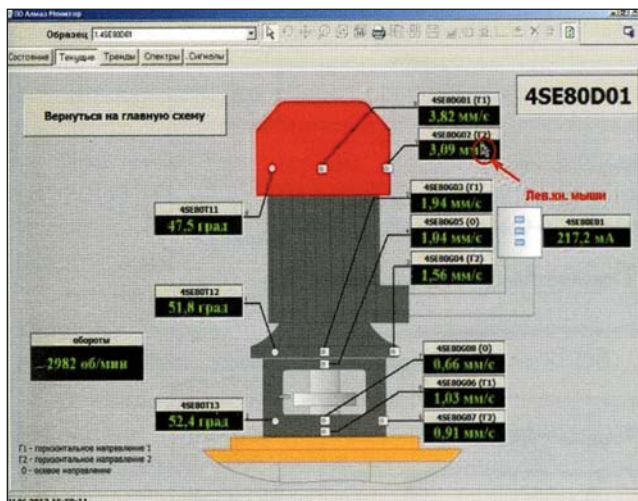 ПО Алмаз Монитор
Образец 1.4SE80D01
Состояние Текущие Тренды Спектры Сигналы
4SE80D01
Вернуться на главную схему
4SE80G01 (Г1)
3,82 мм/с
4SE80G02 (Г2)
3,09 мм
Лев.кн. мыши
4SE80G03 (Г1)
1,94 мм/с
4SE80T11
47,5 град
4SE80G05 (О)
1,04 мм/с
4SE80E01
217,2 мА
4SE80G04 (Г2)
1,56 мм/с
4SE80T12
51,8 град
обороты
2982 об/мин
4SE80G08 (О)
0,66 мм/с
4SE80G06 (Г1)
1,03 мм/с
4SE80T13
52,4 град
4SE80G07 (Г2)
0,91 мм/с
Г1 - горизонтальное направление 1
Г2 - горизонтальное направление 2
О - осевое направление